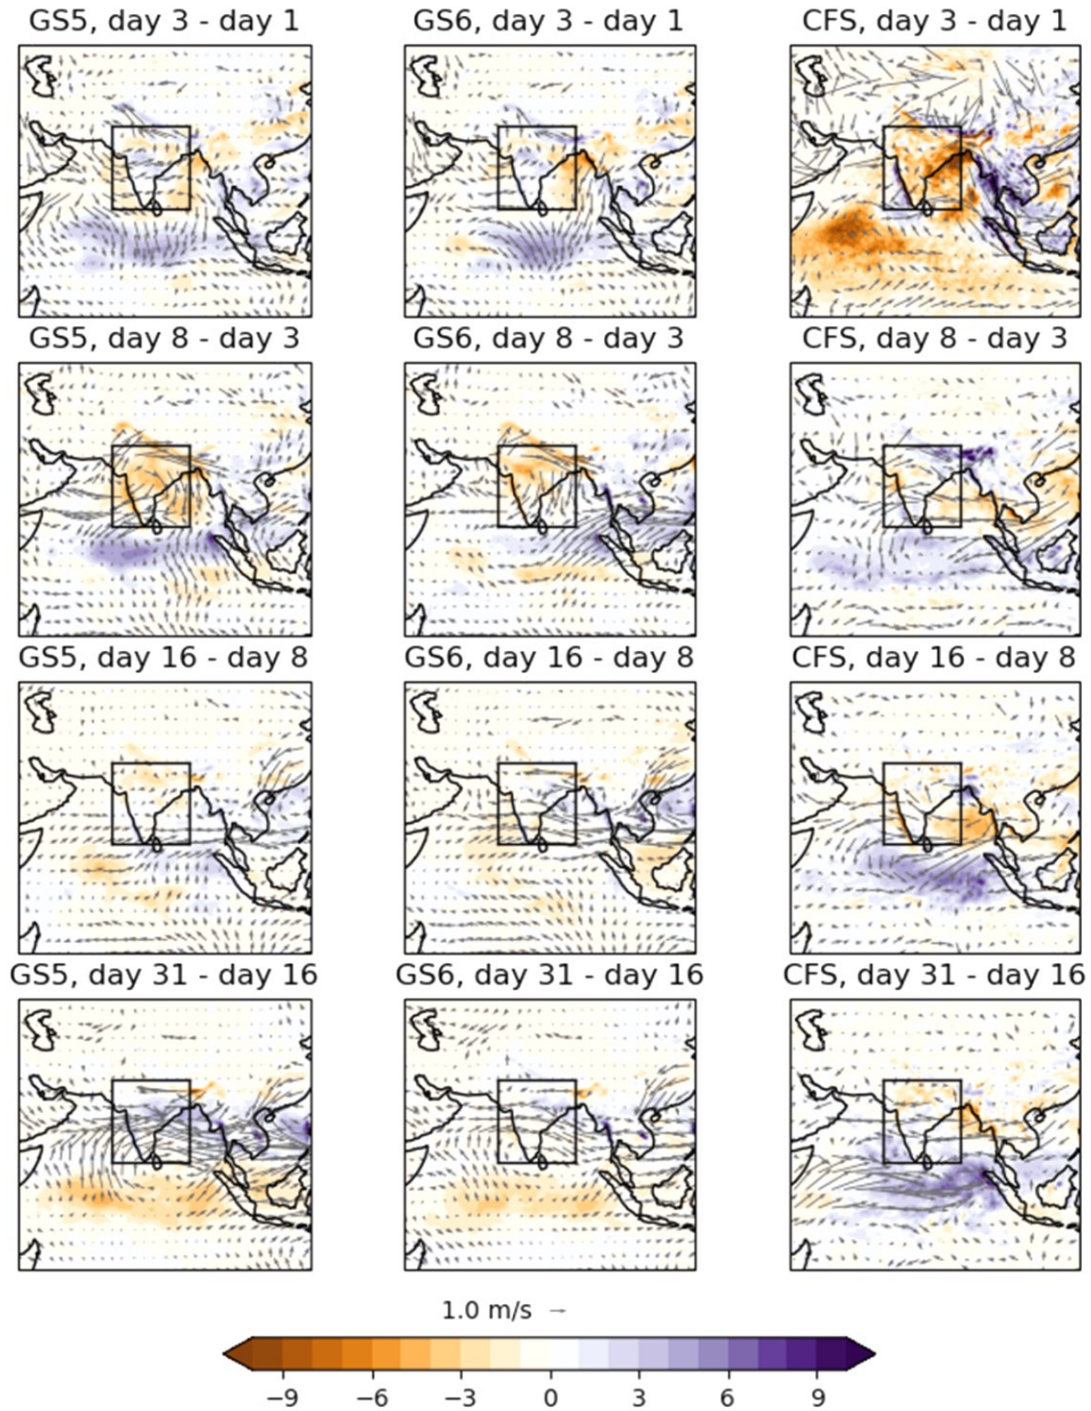 GS5, day 3 - day 1 GS6, day 3 - day 1 CFS, day 3 - day 1
GS5, day 8 - day 3 GS6, day 8 - day 3 CFS, day 8 - day 3
GS5, day 16 - day 8 GS6, day 16 - day 8 CFS, day 16 - day 8
GS5, day 31 - day 16 GS6, day 31 - day 16 CFS, day 31 - day 16
1.0 m/s
−9 −6 −3 0 3 6 9